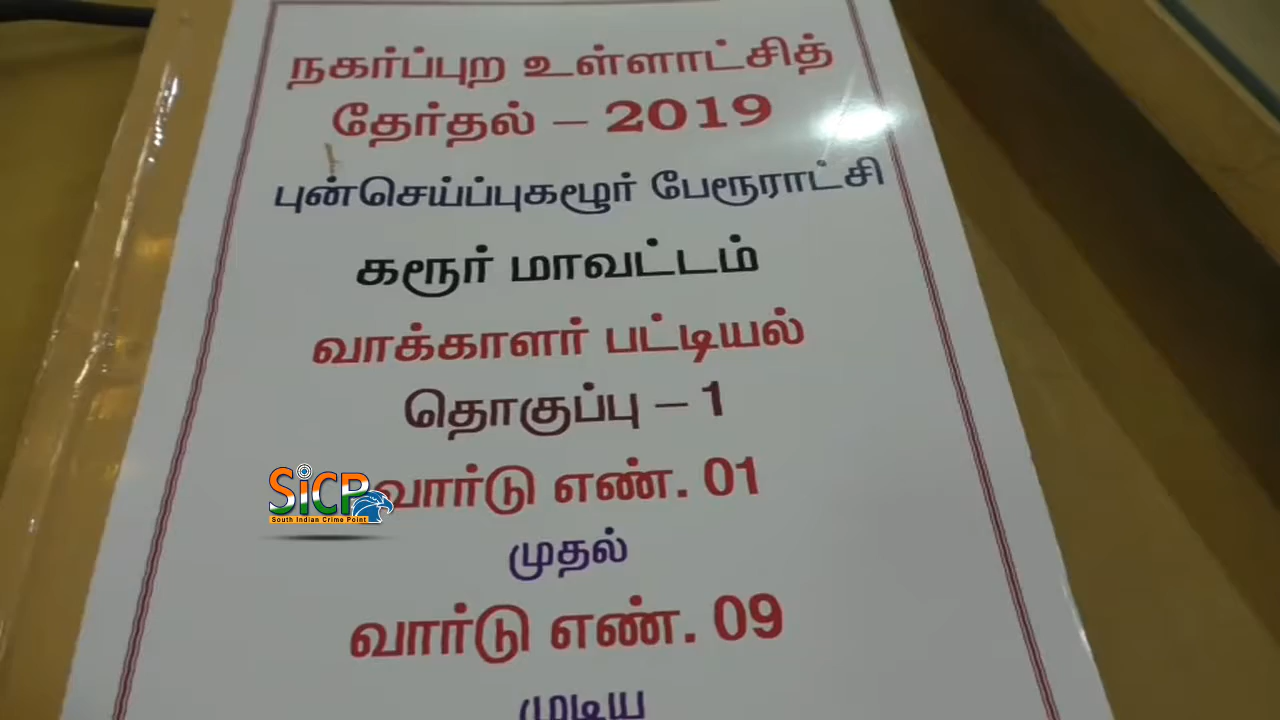 நகர்ப்புற உள்ளாட்சித்
தேர்தல் – 2019
புன்செய்ப்புகழூர் பேரூராட்சி
கரூர் மாவட்டம்
வாக்காளர் பட்டியல்
தொகுப்பு – 1
வார்டு எண். 01
SiCP
South Indian Crime Point
முதல்
வார்டு எண். 09
முடிய